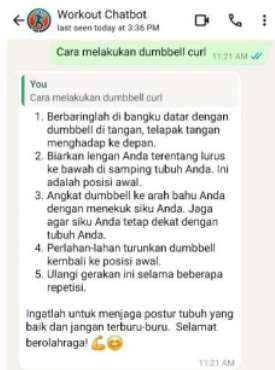 Workout Chatbot
last seen today at 3:36 PM
Cara melakukan dumbbell curl 11:21 AM
You
Cara melakukan dumbbell curl
1. Berbaringlah di bangku datar dengan
dumbbell di tangan, telapak tangan
menghadap ke depan.
2. Biarkan lengan Anda terentang lurus
ke bawah di samping tubuh Anda. Ini
adalah posisi awal.
3. Angkat dumbbell ke arah bahu Anda
dengan menekuk siku Anda. Jaga
agar siku Anda tetap dekat dengan
tubuh Anda.
4. Perlahan-lahan turunkan dumbbell
kembali ke posisi awal.
5. Ulangi gerakan ini selama beberapa
repetisi.
Ingatlah untuk menjaga postur tubuh yang
baik dan jangan terburu-buru. Selamat
berolahraga! 💪😊
11:21 AM